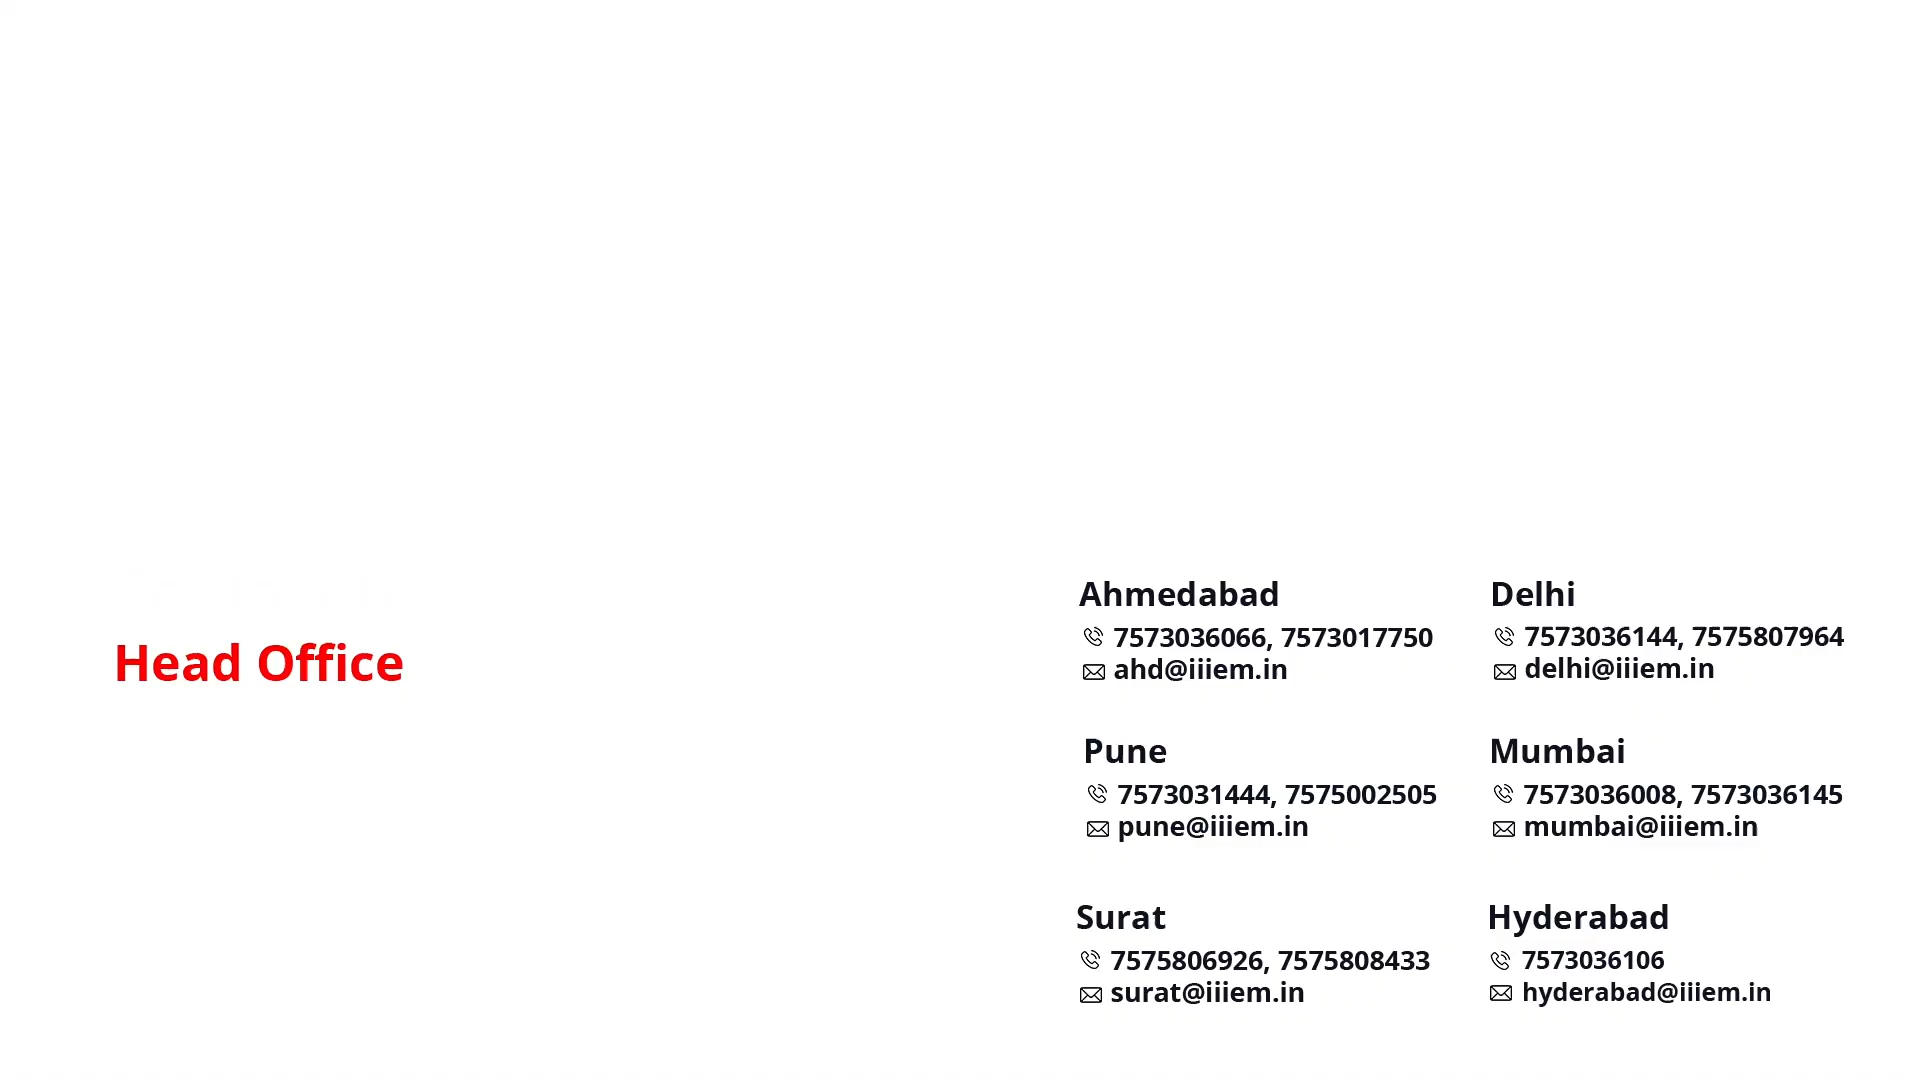 Head Office
Ahmedabad
7573036066, 7573017750
ahd@iiiem.in
Delhi
7573036144, 7575807964
delhi@iiiem.in
Pune
7573031444, 7575002505
pune@iiiem.in
Mumbai
7573036008, 7573036145
mumbai@iiiem.in
Surat
7575806926, 7575808433
surat@iiiem.in
Hyderabad
7573036106
hyderabad@iiiem.in